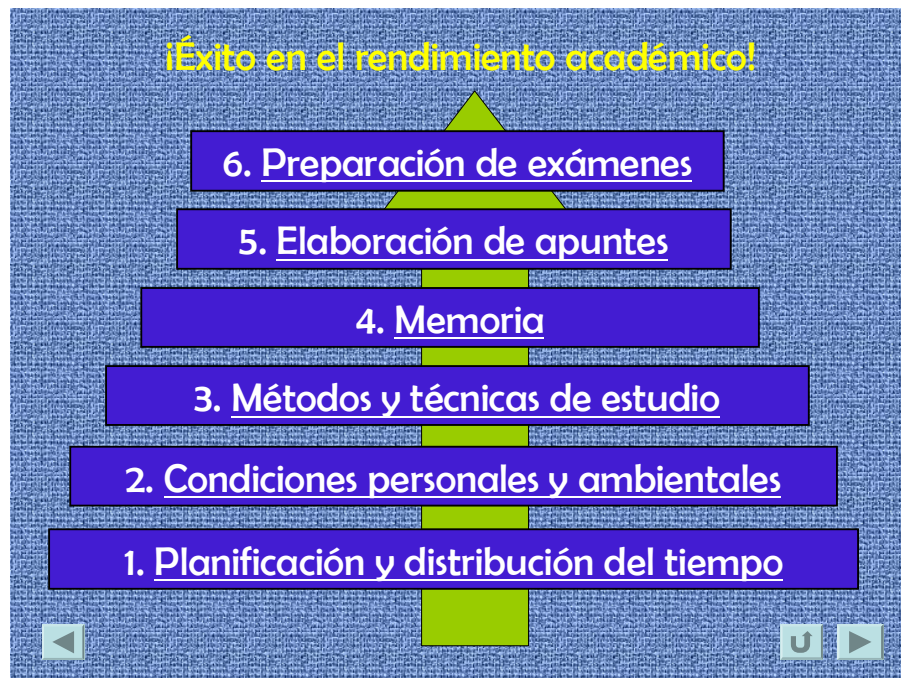 ¡Éxito en el rendimiento académico!
6. Preparación de exámenes
5. Elaboración de apuntes
4. Memoria
3. Métodos y técnicas de estudio
2. Condiciones personales y ambientales
1. Planificación y distribución del tiempo